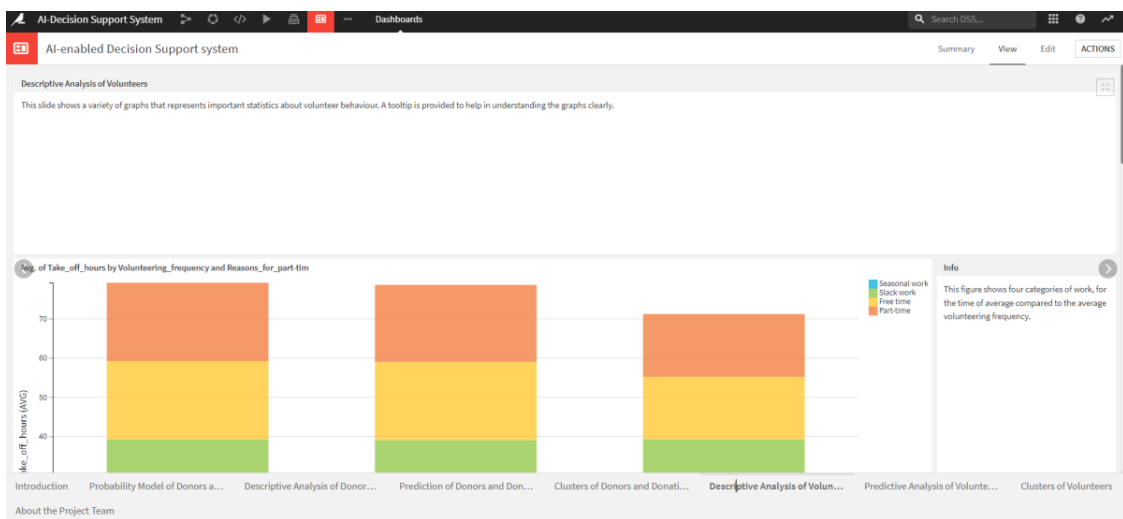 AI-Decision Support System
Dashboards
Search DSS...
AI-enabled Decision Support system
Summary
View
Edit
ACTIONS
Descriptive Analysis of Volunteers
This slide shows a variety of graphs that represents important statistics about volunteer behaviour. A tooltip is provided to help in understanding the graphs clearly.
Avg. of Take_off_hours by Volunteering_frequency and Reasons_for_part-tim
Seasonal work
Slack work
Free time
Part-time
70
60
50
40
ke_off_hours (AVG)
Info
This figure shows four categories of work, for
the time of average compared to the average
volunteering frequency.
Introduction
Probability Model of Donors a...
Descriptive Analysis of Donor...
Prediction of Donors and Don...
Clusters of Donors and Donati...
Descriptive Analysis of Volun...
Predictive Analysis of Volunte...
Clusters of Volunteers
About the Project Team